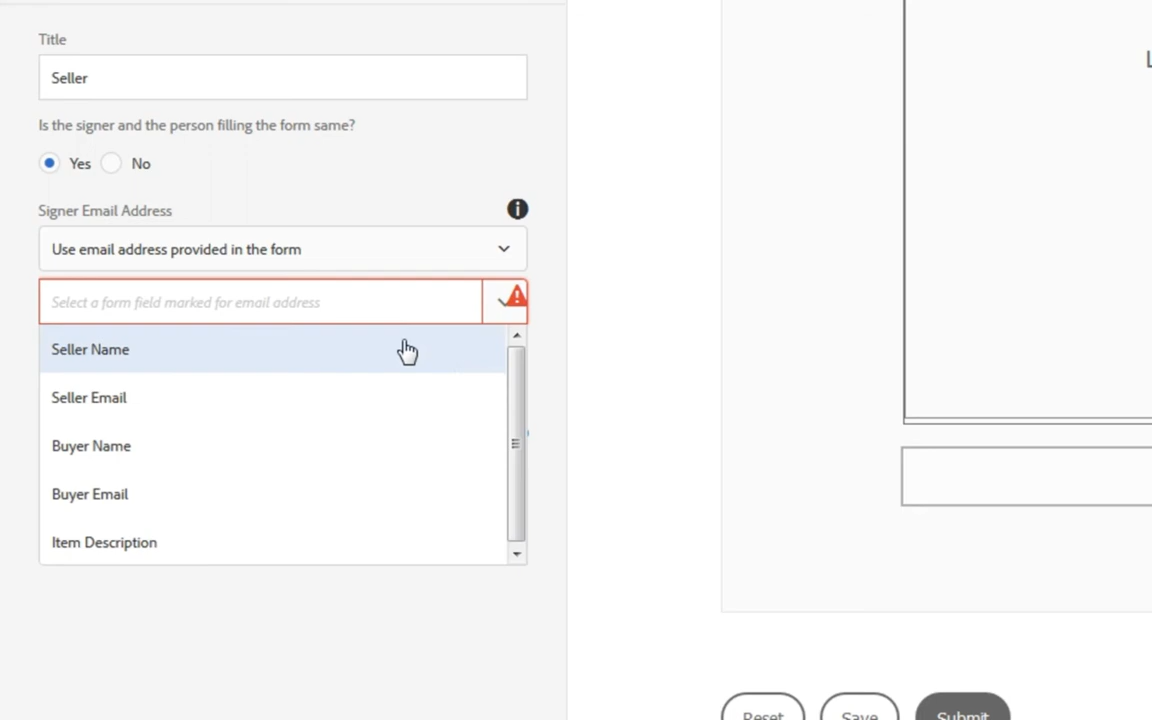 Title
Seller
Is the signer and the person filling the form same?
Yes No
Signer Email Address
Use email address provided in the form
Select a form field marked for email address
Seller Name
Seller Email
Buyer Name
Buyer Email
Item Description
Reset Save Submit